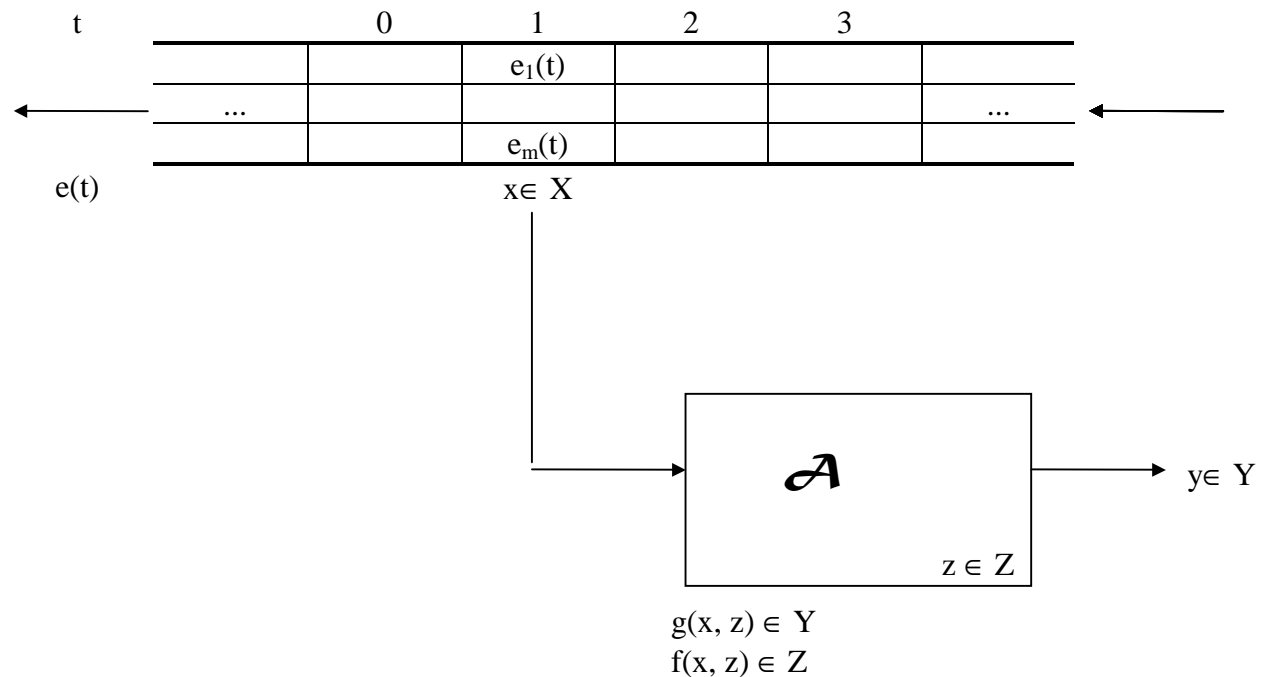 t 0 1 2 3
e₁(t)
... ...
eₘ(t)
e(t) x∈ X
𝒜
y∈ Y
z ∈ Z
g(x, z) ∈ Y
f(x, z) ∈ Z